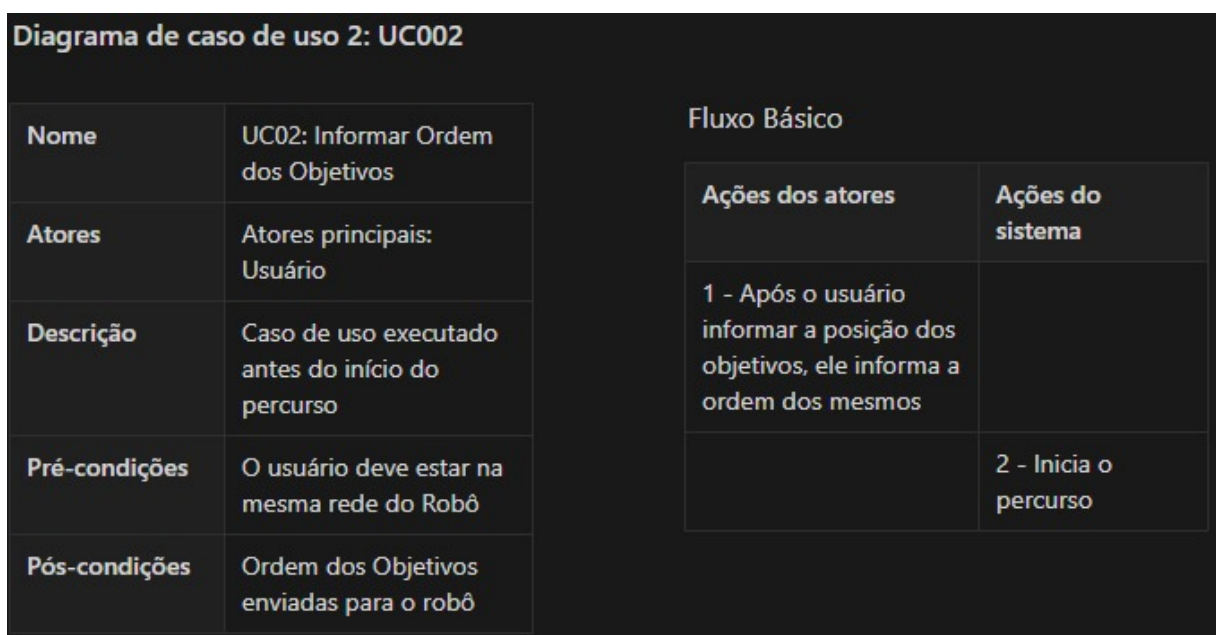 Diagrama de caso de uso 2: UC002
Nome
UC02: Informar Ordem
dos Objetivos
Atores
Atores principais:
Usuário
Descrição
Caso de uso executado
antes do início do
percurso
Pré-condições
O usuário deve estar na
mesma rede do Robô
Pós-condições
Ordem dos Objetivos
enviadas para o robô
Fluxo Básico
Ações dos atores
Ações do
sistema
1 - Após o usuário
informar a posição dos
objetivos, ele informa a
ordem dos mesmos
2 - Inicia o
percurso